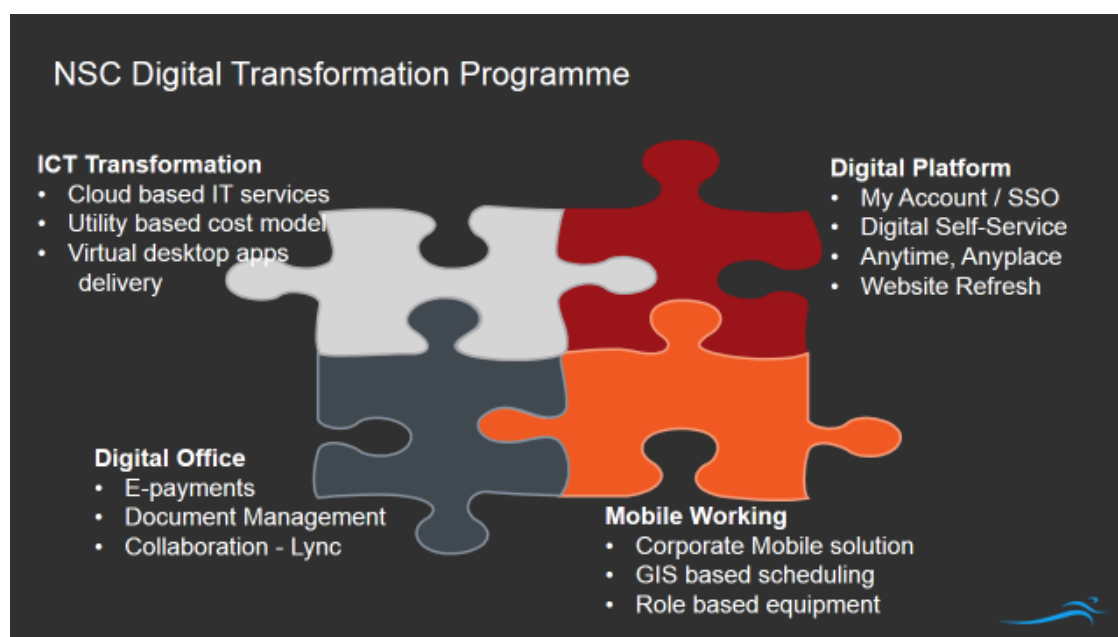 NSC Digital Transformation Programme
ICT Transformation
• Cloud based IT services
• Utility based cost model
• Virtual desktop apps
delivery
Digital Platform
• My Account / SSO
• Digital Self-Service
• Anytime, Anyplace
• Website Refresh
Digital Office
• E-payments
• Document Management
• Collaboration - Lync
Mobile Working
• Corporate Mobile solution
• GIS based scheduling
• Role based equipment